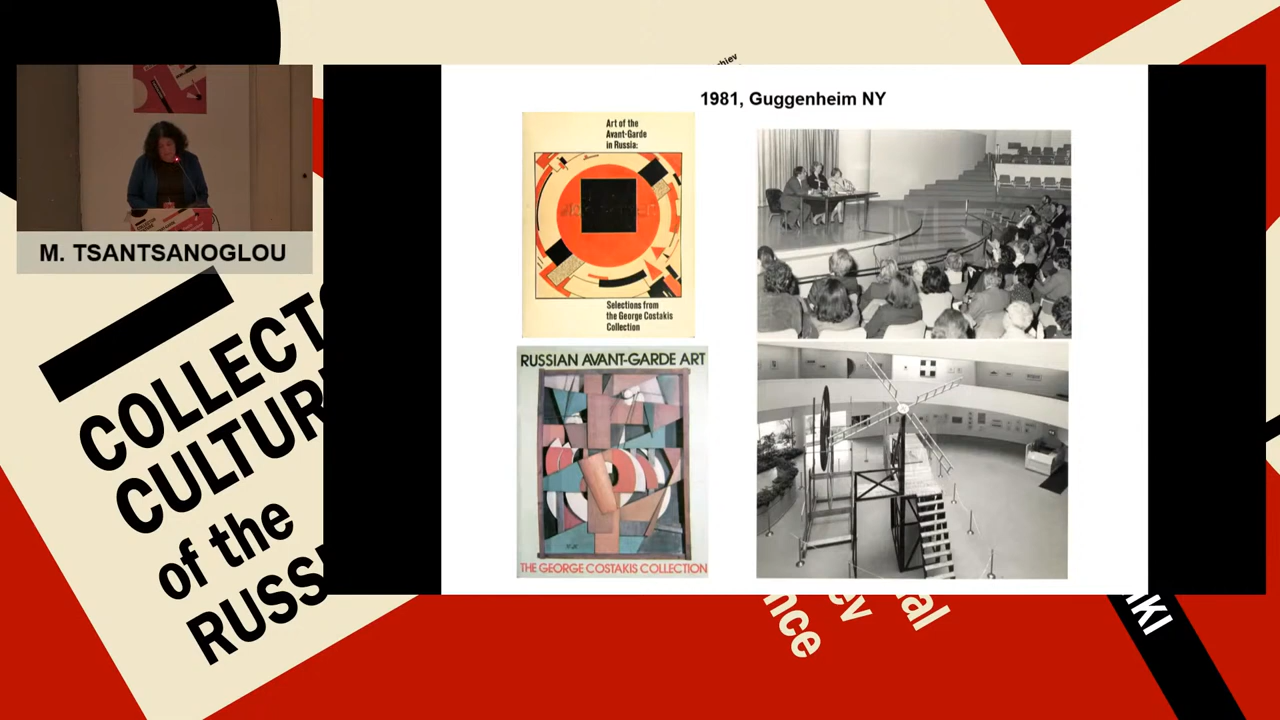 M. TSANTSANOGLOU
COLLECT
CULTUR
of the
RUSS
1981, Guggenheim NY
Art of the
Avant-Garde
in Russia:
Selections from
the George Costakis
Collection
RUSSIAN AVANT-GARDE ART
THE GEORGE COSTAKIS COLLECTION